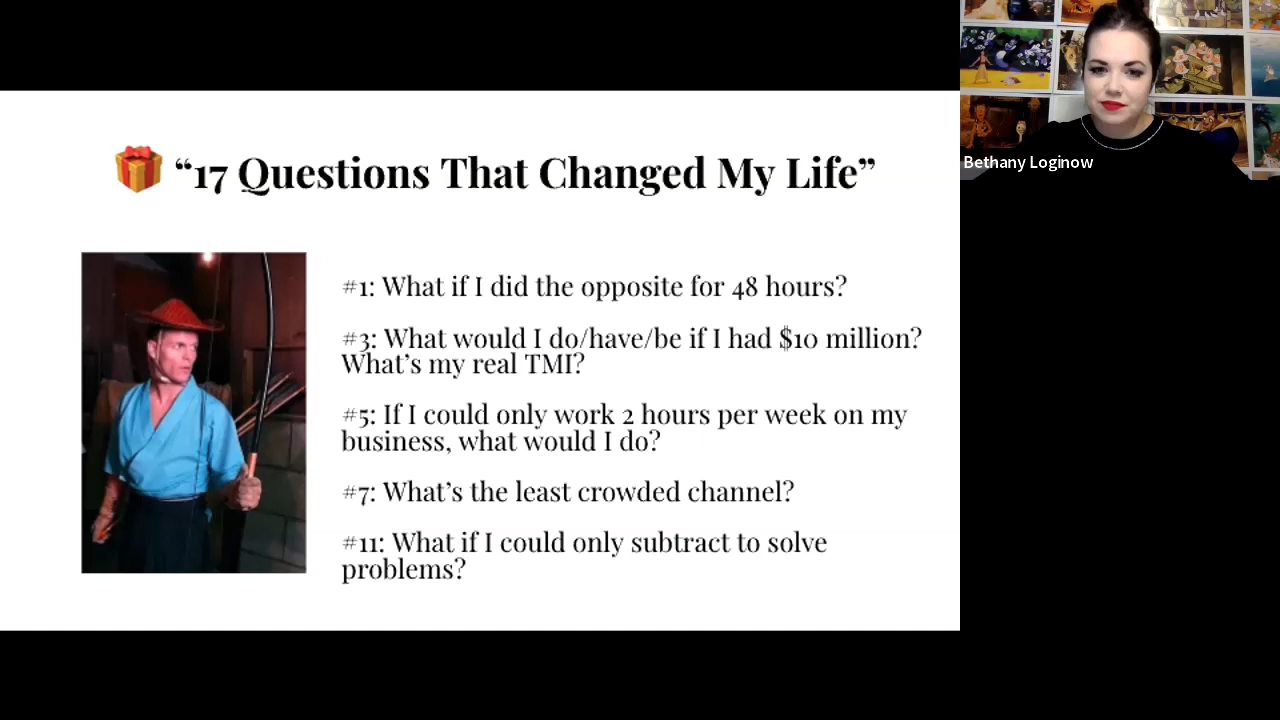 “17 Questions That Changed My Life”
Bethany Loginow
#1: What if I did the opposite for 48 hours?
#3: What would I do/have/be if I had $10 million?
What’s my real TMI?
#5: If I could only work 2 hours per week on my
business, what would I do?
#7: What’s the least crowded channel?
#11: What if I could only subtract to solve
problems?